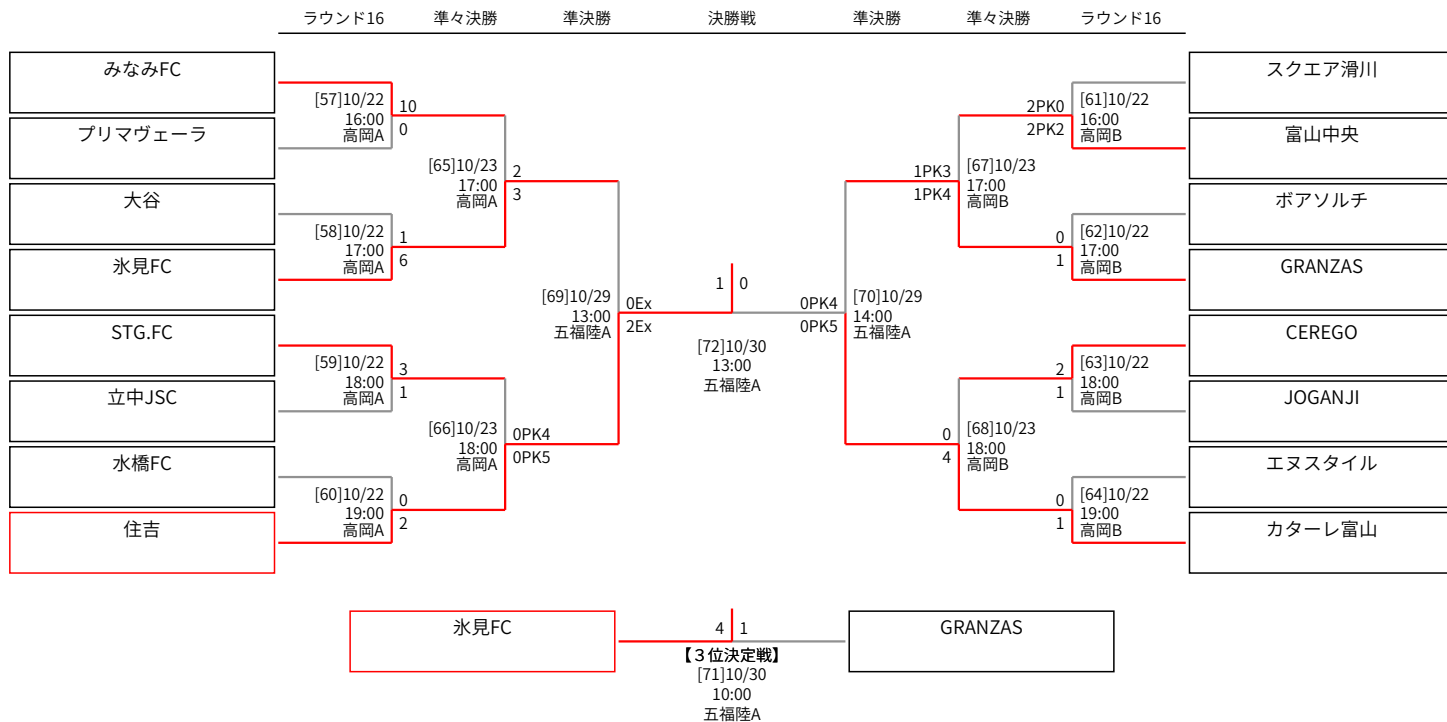 ラウンド16 準々決勝 準決勝 決勝戦 準決勝 準々決勝 ラウンド16
みなみFC
プリマヴェーラ
大谷
氷見FC
STG.FC
立中JSC
水橋FC
住吉
[57]10/22
16:00
高岡A
10
0
[58]10/22
17:00
高岡A
1
6
[59]10/22
18:00
高岡A
3
1
[60]10/22
19:00
高岡A
0
2
[65]10/23
17:00
高岡A
2
3
[66]10/23
18:00
高岡A
0PK4
0PK5
[69]10/29
13:00
五福陸A
0Ex
2Ex
1 0
[72]10/30
13:00
五福陸A
0PK4
0PK5
[70]10/29
14:00
五福陸A
1PK3
1PK4
[67]10/23
17:00
高岡B
0
4
[68]10/23
18:00
高岡B
2PK0
2PK2
[61]10/22
16:00
高岡B
0
1
[62]10/22
17:00
高岡B
2
1
[63]10/22
18:00
高岡B
0
1
[64]10/22
19:00
高岡B
スクエア滑川
富山中央
ボアソルチ
GRANZAS
CEREGO
JOGANJI
エヌスタイル
カターレ富山
氷見FC
4 1
GRANZAS
【３位決定戦】
[71]10/30
10:00
五福陸A